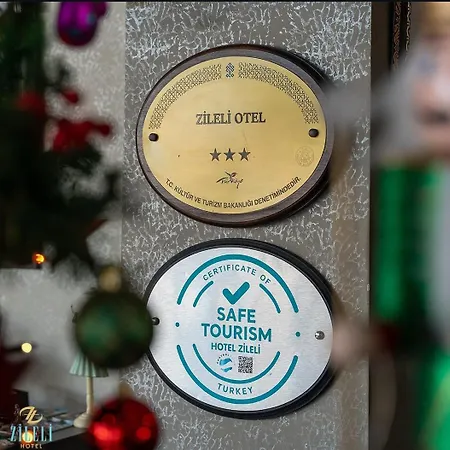 ZİLELİ OTEL
★★★
Türkiye
T.C. KÜLTÜR VE TURİZM BAKANLIĞI DENETİMİNDEDİR.
CERTIFICATE OF
SAFE
TOURISM
HOTEL ZİLELİ
TURKEY
ZİLELİ
HOTEL